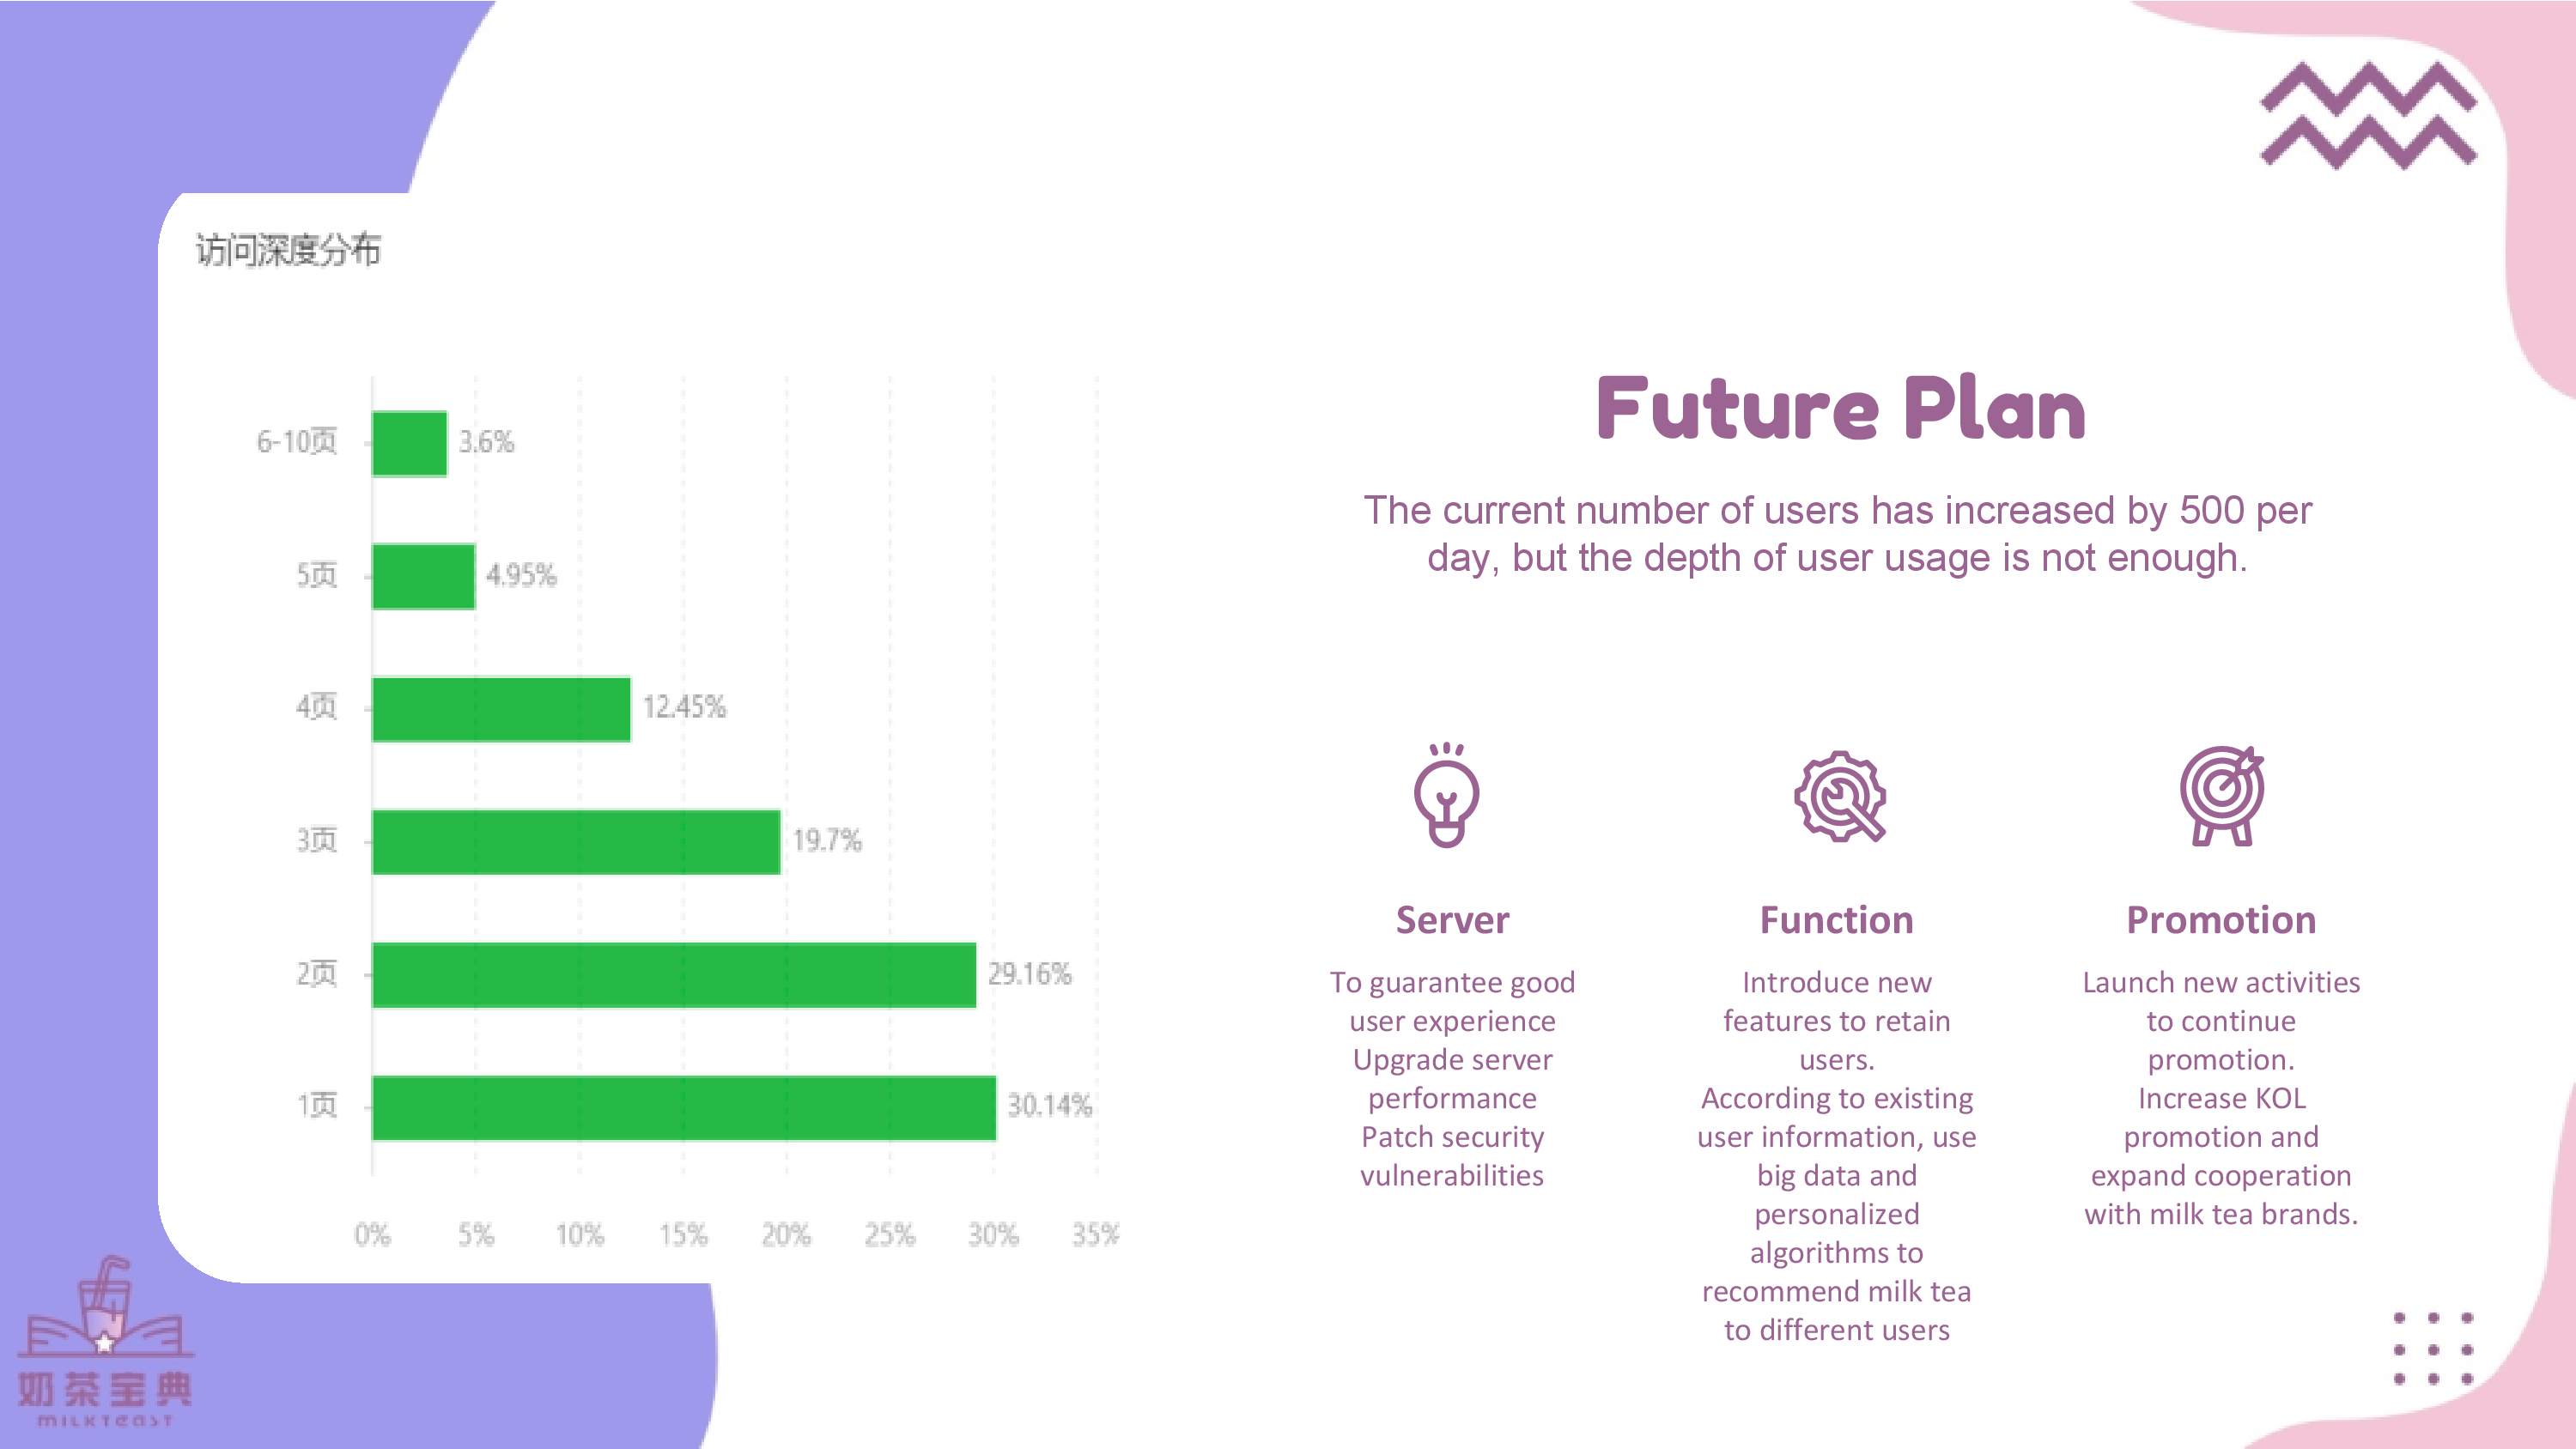 访问深度分布
6-10页
3.6%
5页
4.95%
4页
12.45%
3页
19.7%
2页
29.16%
1页
30.14%
0% 5% 10% 15% 20% 25% 30% 35%
Future Plan
The current number of users has increased by 500 per
day, but the depth of user usage is not enough.
Server
To guarantee good
user experience
Upgrade server
performance
Patch security
vulnerabilities
Function
Introduce new
features to retain
users.
According to existing
user information, use
big data and
personalized
algorithms to
recommend milk tea
to different users
Promotion
Launch new activities
to continue
promotion.
Increase KOL
promotion and
expand cooperation
with milk tea brands.
奶茶宝典
MILKTEAST